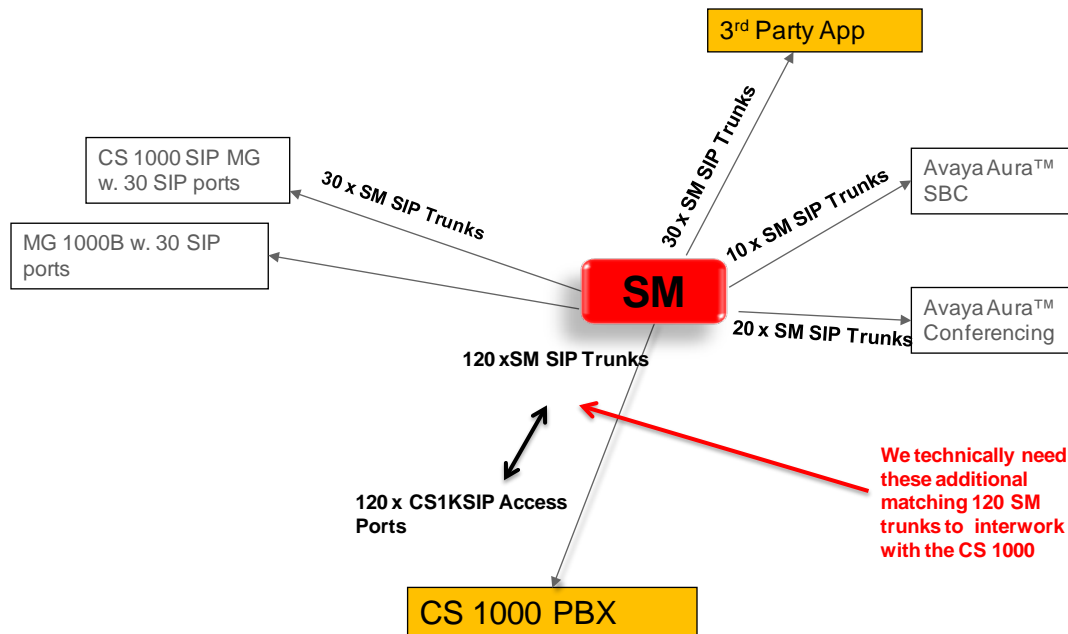 3rd Party App
CS 1000 SIP MG
w. 30 SIP ports
30 x SM SIP Trunks
30 x SM SIP Trunks
10 x SM SIP Trunks
Avaya Aura™
SBC
MG 1000B w. 30 SIP
ports
SM
20 x SM SIP Trunks
Avaya Aura™
Conferencing
120 xSM SIP Trunks
120 x CS1KSIP Access
Ports
We technically need
these additional
matching 120 SM
trunks to interwork
with the CS 1000
CS 1000 PBX